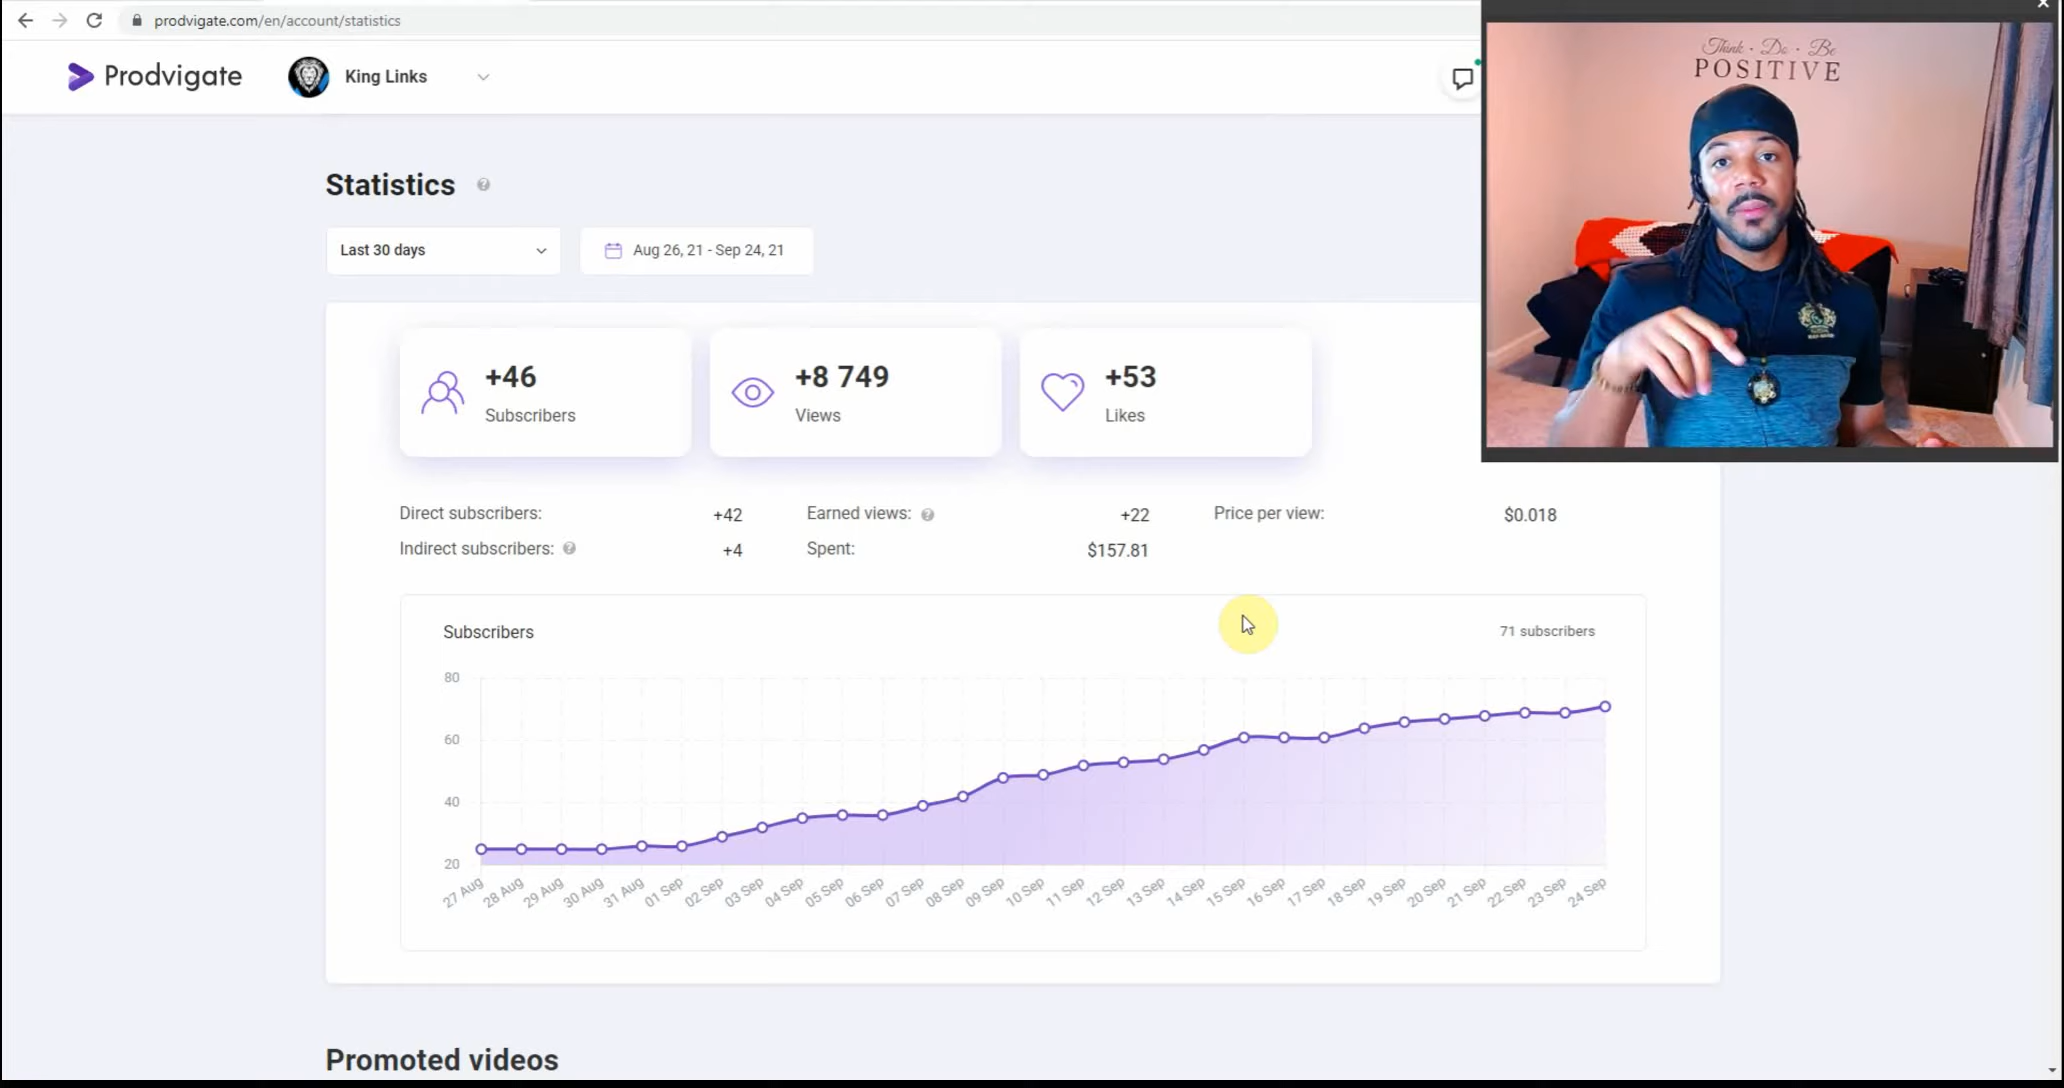 prodvigate.com/en/account/statistics
Prodvigate
King Links
Think · Do · Be
POSITIVE
Statistics
Last 30 days
Aug 26, 21 - Sep 24, 21
+46
Subscribers
+8 749
Views
+53
Likes
Direct subscribers: +42
Earned views: +22
Price per view: $0.018
Indirect subscribers: +4
Spent: $157.81
Subscribers
71 subscribers
80
60
40
20
27 Aug 28 Aug 29 Aug 30 Aug 31 Aug 01 Sep 02 Sep 03 Sep 04 Sep 05 Sep 06 Sep 07 Sep 08 Sep 09 Sep 10 Sep 11 Sep 12 Sep 13 Sep 14 Sep 15 Sep 16 Sep 17 Sep 18 Sep 19 Sep 20 Sep 21 Sep 22 Sep 23 Sep 24 Sep
Promoted videos